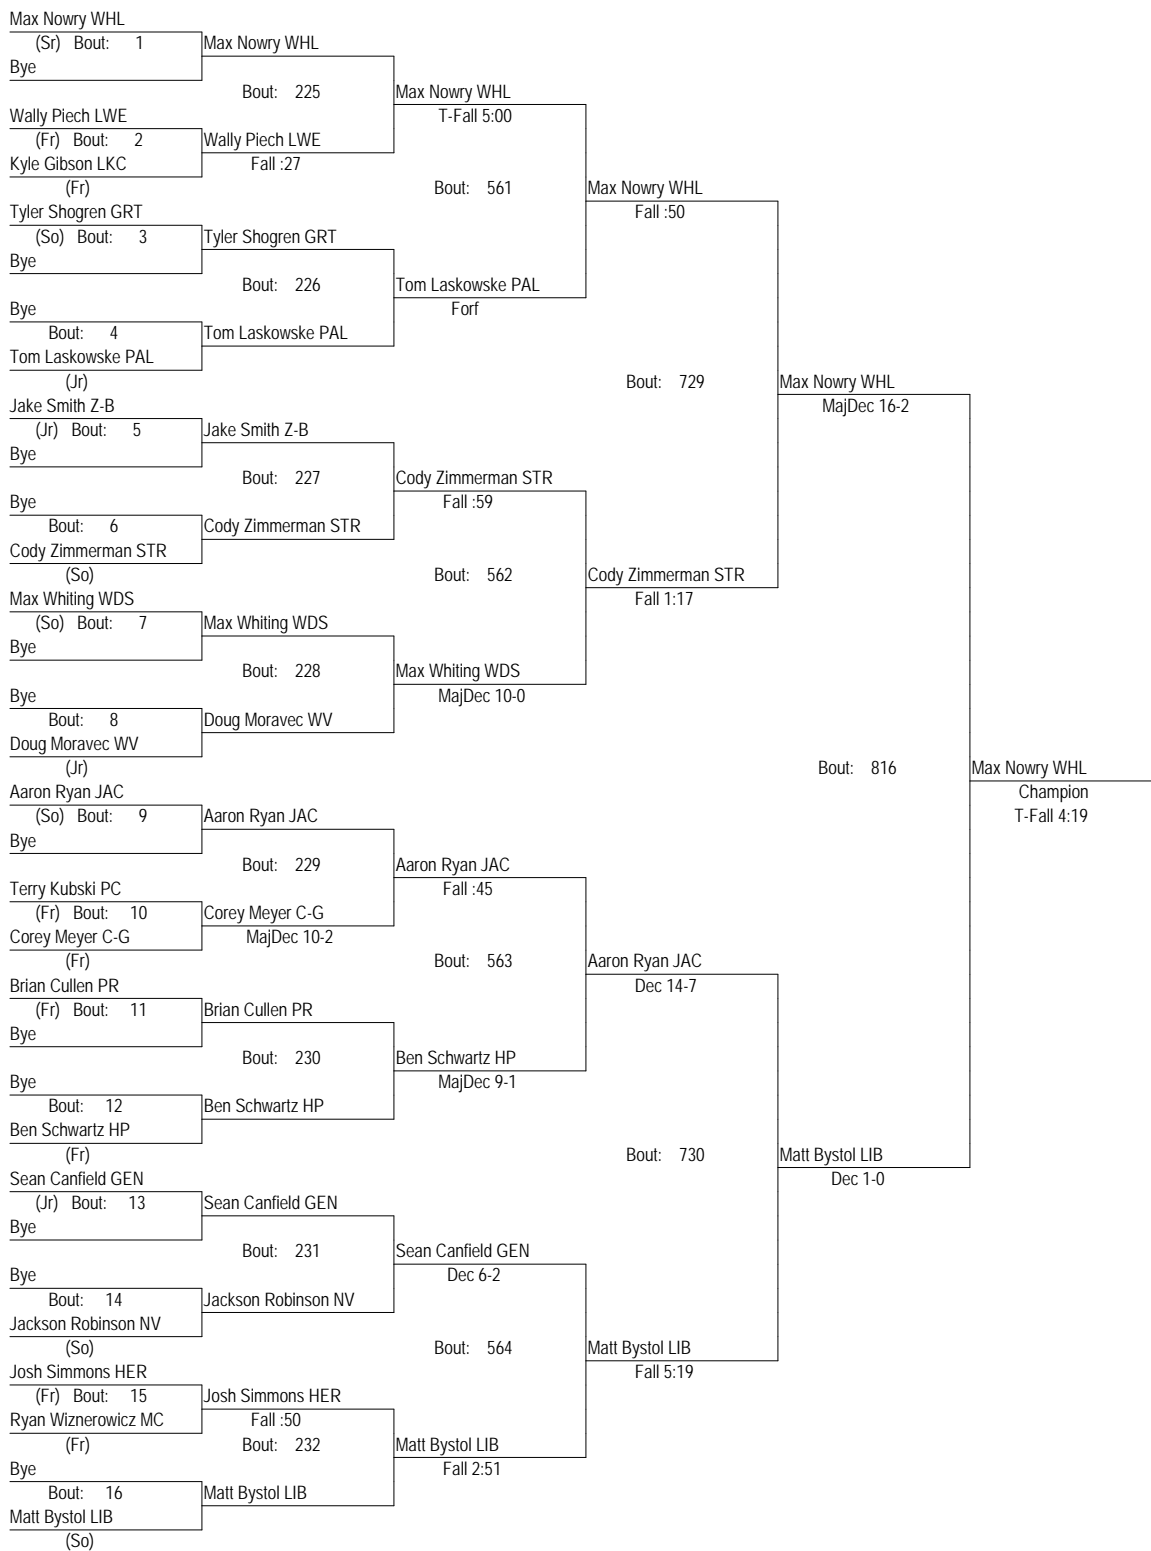 Max Nowry WHL
(Sr) Bout: 1 Max Nowry WHL
Bye
Bout: 225 Max Nowry WHL
Wally Piech LWE T-Fall 5:00
(Fr) Bout: 2 Wally Piech LWE
Kyle Gibson LKC Fall :27
(Fr) Bout: 561 Max Nowry WHL
Tyler Shogren GRT Fall :50
(So) Bout: 3 Tyler Shogren GRT
Bye
Bout: 226 Tom Laskowske PAL
Bye Forf
Bout: 4 Tom Laskowske PAL
Tom Laskowske PAL
(Jr) Bout: 729 Max Nowry WHL
Jake Smith Z-B MajDec 16-2
(Jr) Bout: 5 Jake Smith Z-B
Bye
Bout: 227 Cody Zimmerman STR
Bye Fall :59
Bout: 6 Cody Zimmerman STR
Cody Zimmerman STR
(So) Bout: 562 Cody Zimmerman STR
Max Whiting WDS Fall 1:17
(So) Bout: 7 Max Whiting WDS
Bye
Bout: 228 Max Whiting WDS
Bye MajDec 10-0
Bout: 8 Doug Moravec WV
Doug Moravec WV
(Jr) Bout: 816 Max Nowry WHL
Aaron Ryan JAC Champion
(So) Bout: 9 Aaron Ryan JAC T-Fall 4:19
Bye
Bout: 229 Aaron Ryan JAC
Terry Kubski PC Fall :45
(Fr) Bout: 10 Corey Meyer C-G
Corey Meyer C-G MajDec 10-2
(Fr) Bout: 563 Aaron Ryan JAC
Brian Cullen PR Dec 14-7
(Fr) Bout: 11 Brian Cullen PR
Bye
Bout: 230 Ben Schwartz HP
Bye MajDec 9-1
Bout: 12 Ben Schwartz HP
Ben Schwartz HP
(Fr) Bout: 730 Matt Bystol LIB
Sean Canfield GEN Dec 1-0
(Jr) Bout: 13 Sean Canfield GEN
Bye
Bout: 231 Sean Canfield GEN
Bye Dec 6-2
Bout: 14 Jackson Robinson NV
Jackson Robinson NV
(So) Bout: 564 Matt Bystol LIB
Josh Simmons HER Fall 5:19
(Fr) Bout: 15 Josh Simmons HER
Ryan Wiznerowicz MC Fall :50
(Fr) Bout: 232 Matt Bystol LIB
Bye Fall 2:51
Bout: 16 Matt Bystol LIB
Matt Bystol LIB
(So)